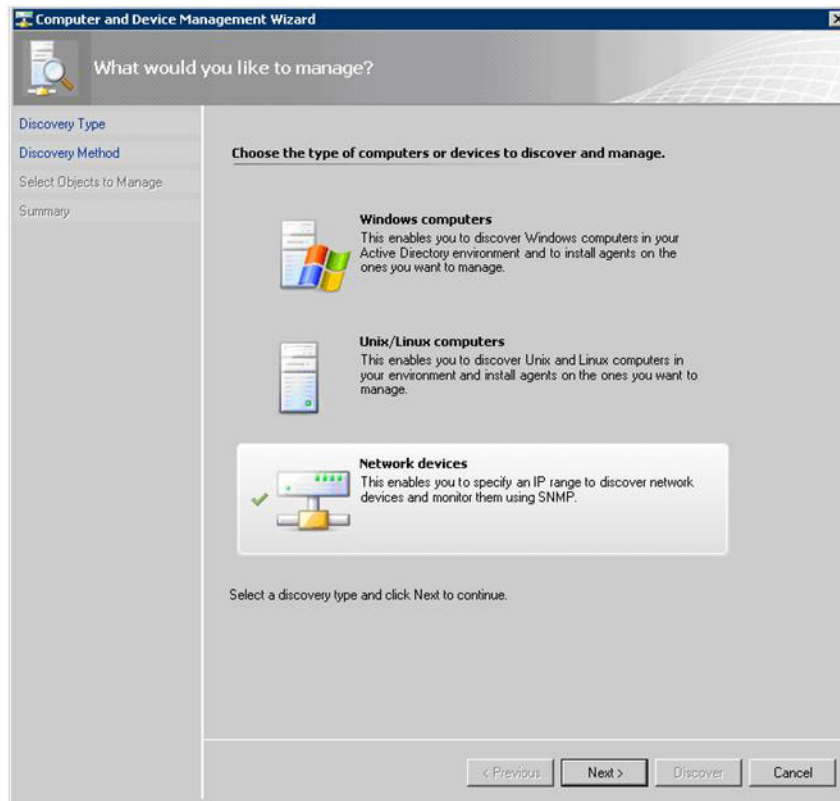 Computer and Device Management Wizard
What would you like to manage?
Discovery Type
Discovery Method
Select Objects to Manage
Summary
Choose the type of computers or devices to discover and manage.
Windows computers
This enables you to discover Windows computers in your
Active Directory environment and to install agents on the
ones you want to manage.
Unix/Linux computers
This enables you to discover Unix and Linux computers in
your environment and install agents on the ones you want to
manage.
Network devices
This enables you to specify an IP range to discover network
devices and monitor them using SNMP.
Select a discovery type and click Next to continue.
< Previous
Next >
Discover
Cancel